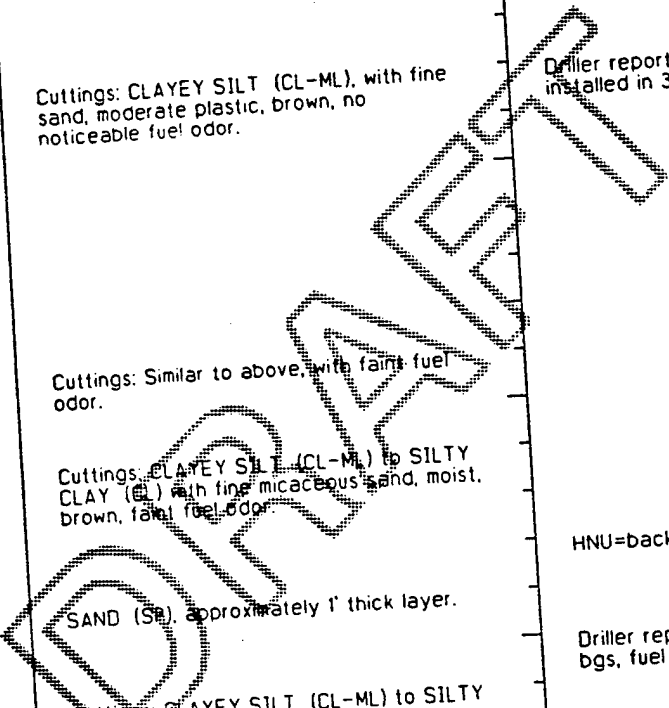 Cuttings: CLAYEY SILT (CL-ML), with fine
sand, moderate plastic, brown, no
noticeable fuel odor.
Driller report
installed in 3
Cuttings: Similar to above, with faint fuel
odor.
Cuttings: CLAYEY SILT (CL-ML) to SILTY
CLAY (CL) with fine micaceous sand, moist,
brown, faint fuel odor.
HNU=back
SAND (SP), approximately 1' thick layer.
Driller rep
bgs, fuel
CLAYEY SILT (CL-ML) to SILTY
DRAFT